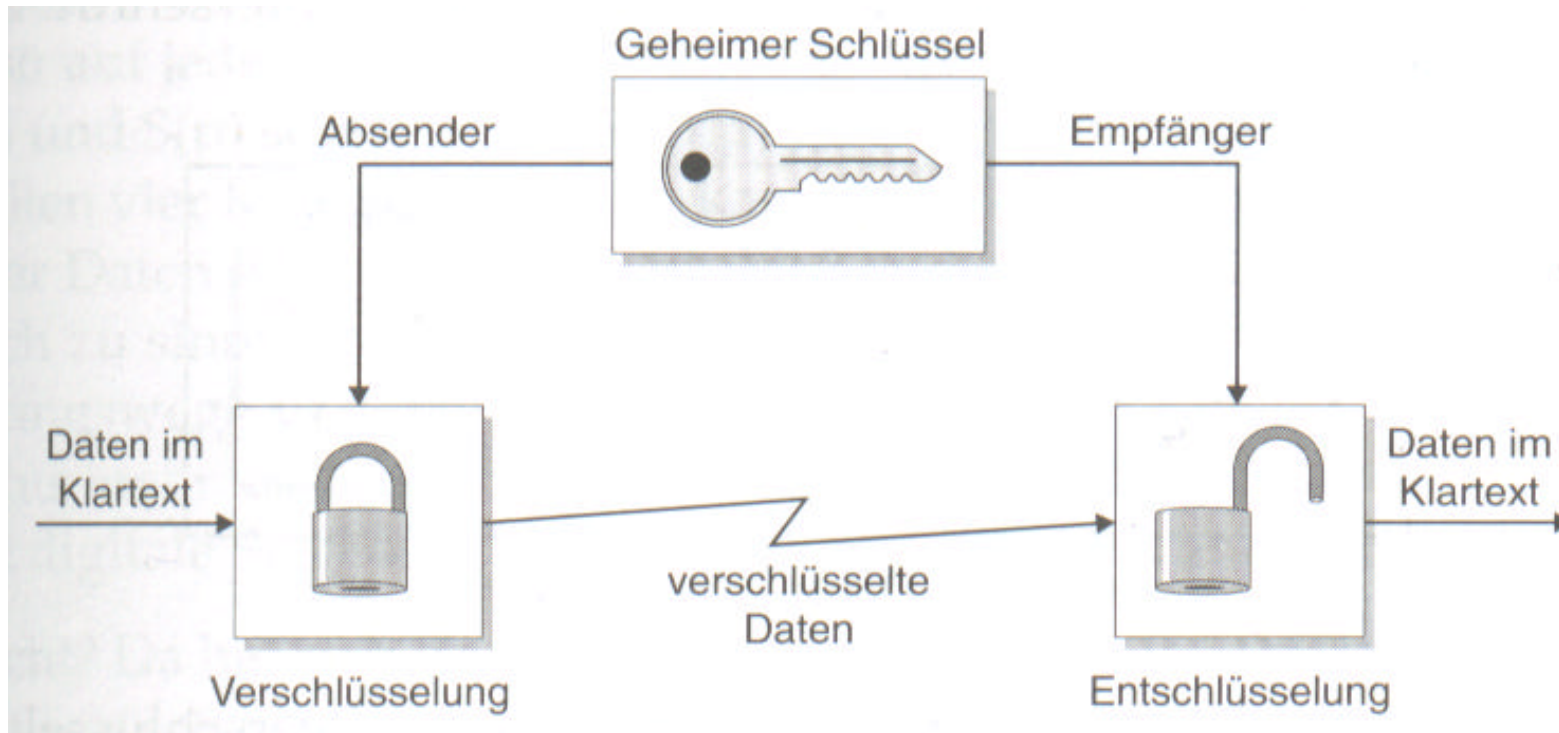 Geheimer Schlüssel
Absender
Empfänger
Daten im
Klartext
Daten im
Klartext
verschlüsselte
Daten
Verschlüsselung
Entschlüsselung